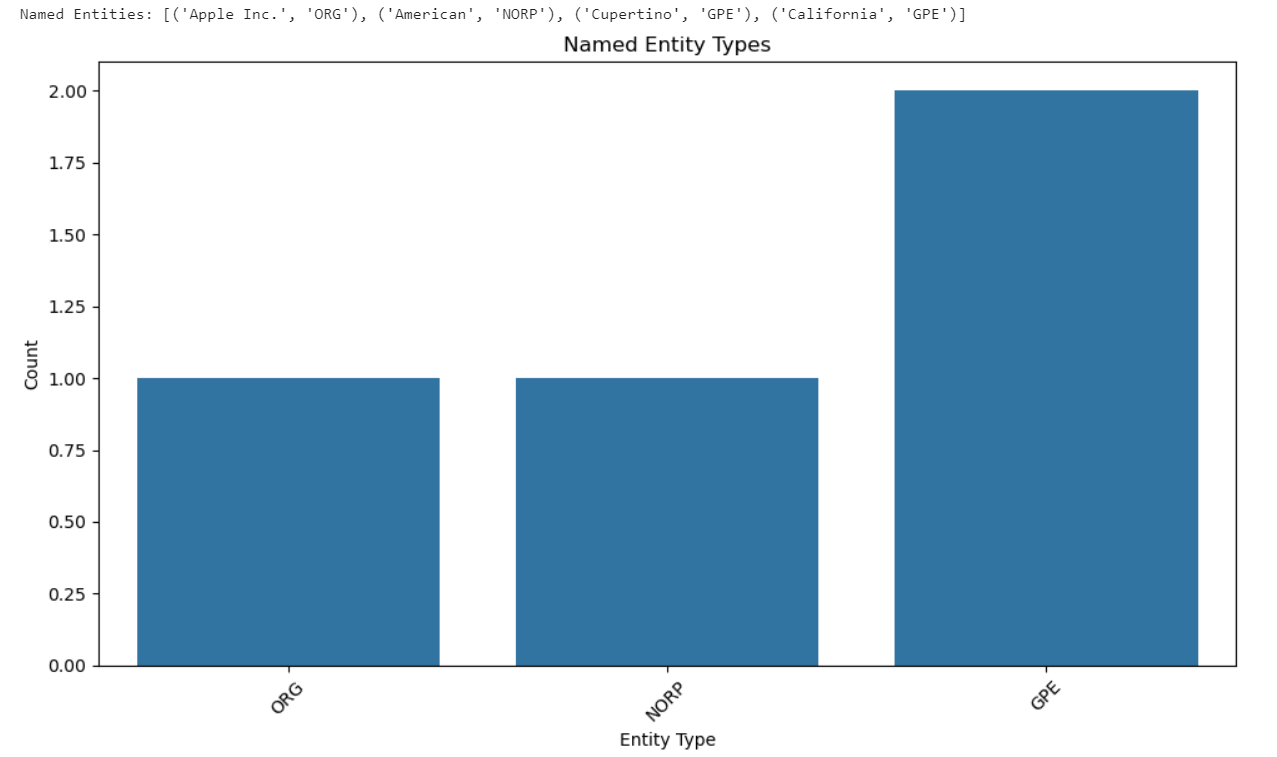 Named Entities: [('Apple Inc.', 'ORG'), ('American', 'NORP'), ('Cupertino', 'GPE'), ('California', 'GPE')]
Named Entity Types
2.00
1.75
1.50
1.25
1.00
0.75
0.50
0.25
0.00
Count
ORG
NORP
GPE
Entity Type